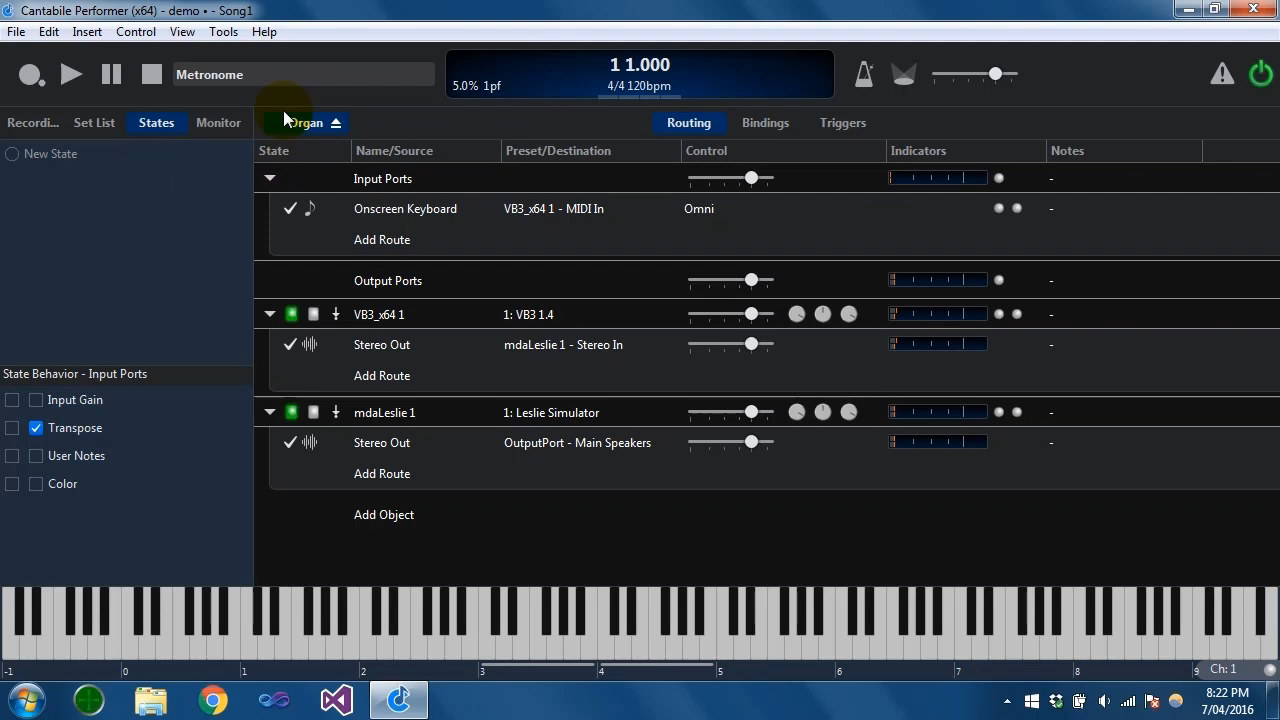 Cantabile Performer (x64) - demo • - Song1
File Edit Insert Control View Tools Help
Metronome
1 1.000
5.0% 1pf 4/4 120bpm
Recordi... Set List States Monitor Organ Routing Bindings Triggers
State Name/Source Preset/Destination Control Indicators Notes
New State
Input Ports -
Onscreen Keyboard VB3_x64 1 - MIDI In Omni -
Add Route
Output Ports -
VB3_x64 1 1: VB3 1.4 -
Stereo Out mdaLeslie 1 - Stereo In -
State Behavior - Input Ports
Add Route
Input Gain
mdaLeslie 1 1: Leslie Simulator -
Transpose
Stereo Out OutputPort - Main Speakers -
User Notes
Add Route
Color
Add Object
-1 0 1 2 3 4 5 6 7 8 9 Ch: 1
8:22 PM
7/04/2016